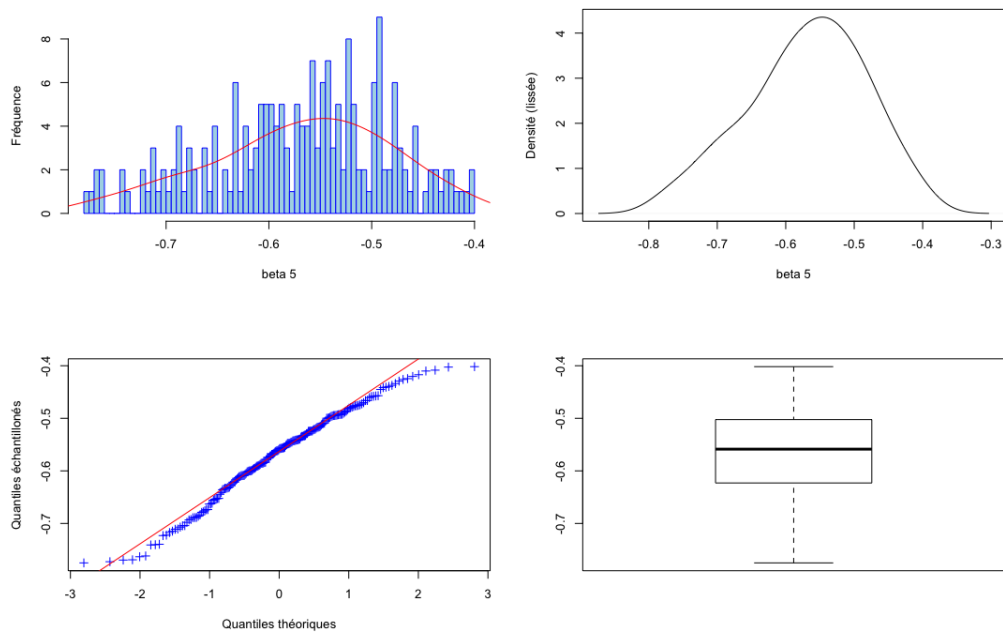 Fréquence
0 2 4 6 8
-0.7 -0.6 -0.5 -0.4
beta 5
Densité (lissée)
0 1 2 3 4
-0.8 -0.7 -0.6 -0.5 -0.4 -0.3
beta 5
Quantiles échantillonés
-0.7 -0.6 -0.5 -0.4
-3 -2 -1 0 1 2 3
Quantiles théoriques
-0.7 -0.6 -0.5 -0.4